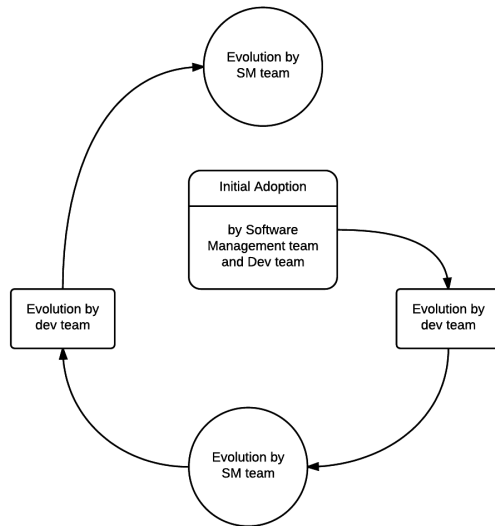 Evolution by
SM team
Initial Adoption
by Software
Management team
and Dev team
Evolution by
dev team
Evolution by
dev team
Evolution by
SM team